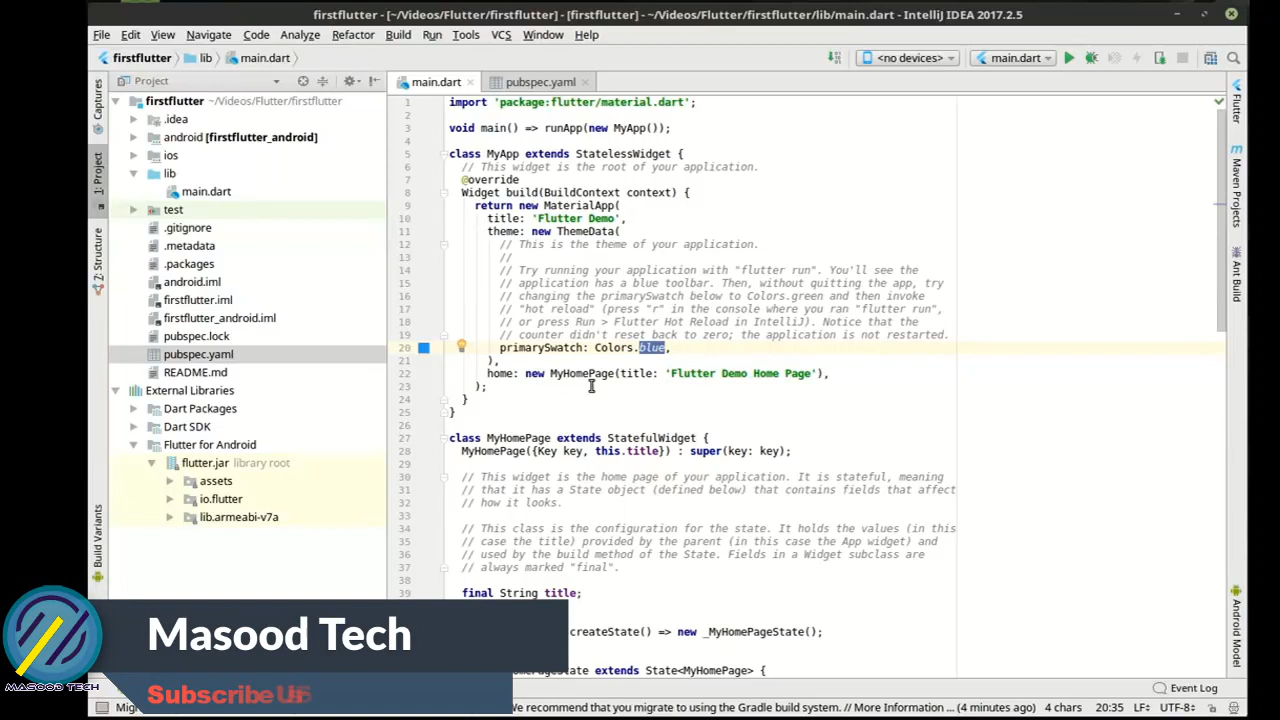 firstflutter - [~/Videos/Flutter/firstflutter] - [firstflutter] - ~/Videos/Flutter/firstflutter/lib/main.dart - IntelliJ IDEA 2017.2.5
File Edit View Navigate Code Analyze Refactor Build Run Tools VCS Window Help
firstflutter lib main.dart <no devices> main.dart
Project
main.dart pubspec.yaml
firstflutter ~/Videos/Flutter/firstflutter
.idea
android [firstflutter_android]
ios
lib
main.dart
test
.gitignore
.metadata
.packages
android.iml
firstflutter.iml
firstflutter_android.iml
pubspec.lock
pubspec.yaml
README.md
External Libraries
Dart Packages
Dart SDK
Flutter for Android
flutter.jar library root
assets
io.flutter
lib.armeabi-v7a
Captures
1: Project
7: Structure
Build Variants
1 import 'package:flutter/material.dart';
2
3 void main() => runApp(new MyApp());
4
5 class MyApp extends StatelessWidget {
6 // This widget is the root of your application.
7 @override
8 Widget build(BuildContext context) {
9 return new MaterialApp(
10 title: 'Flutter Demo',
11 theme: new ThemeData(
12 // This is the theme of your application.
13 //
14 // Try running your application with "flutter run". You'll see the
15 // application has a blue toolbar. Then, without quitting the app, try
16 // changing the primarySwatch below to Colors.green and then invoke
17 // "hot reload" (press "r" in the console where you ran "flutter run",
18 // or press Run > Flutter Hot Reload in IntelliJ). Notice that the
19 // counter didn't reset back to zero; the application is not restarted.
20 primarySwatch: Colors.blue,
21 ),
22 home: new MyHomePage(title: 'Flutter Demo Home Page'),
23 );
24 }
25 }
26
27 class MyHomePage extends StatefulWidget {
28 MyHomePage({Key key, this.title}) : super(key: key);
29
30 // This widget is the home page of your application. It is stateful, meaning
31 // that it has a State object (defined below) that contains fields that affect
32 // how it looks.
33
34 // This class is the configuration for the state. It holds the values (in this
35 // case the title) provided by the parent (in this case the App widget) and
36 // used by the build method of the State. Fields in a Widget subclass are
37 // always marked "final".
38
39 final String title;
createState() => new _MyHomePageState();
extends State<MyHomePage> {
Flutter
Maven Projects
Ant Build
Android Model
Masood Tech
MASOOD TECH
Subscribe Us
Event Log
We recommend that you migrate to using the Gradle build system. // More Information ... (4 minutes ago) 4 chars 20:35 LF UTF-8